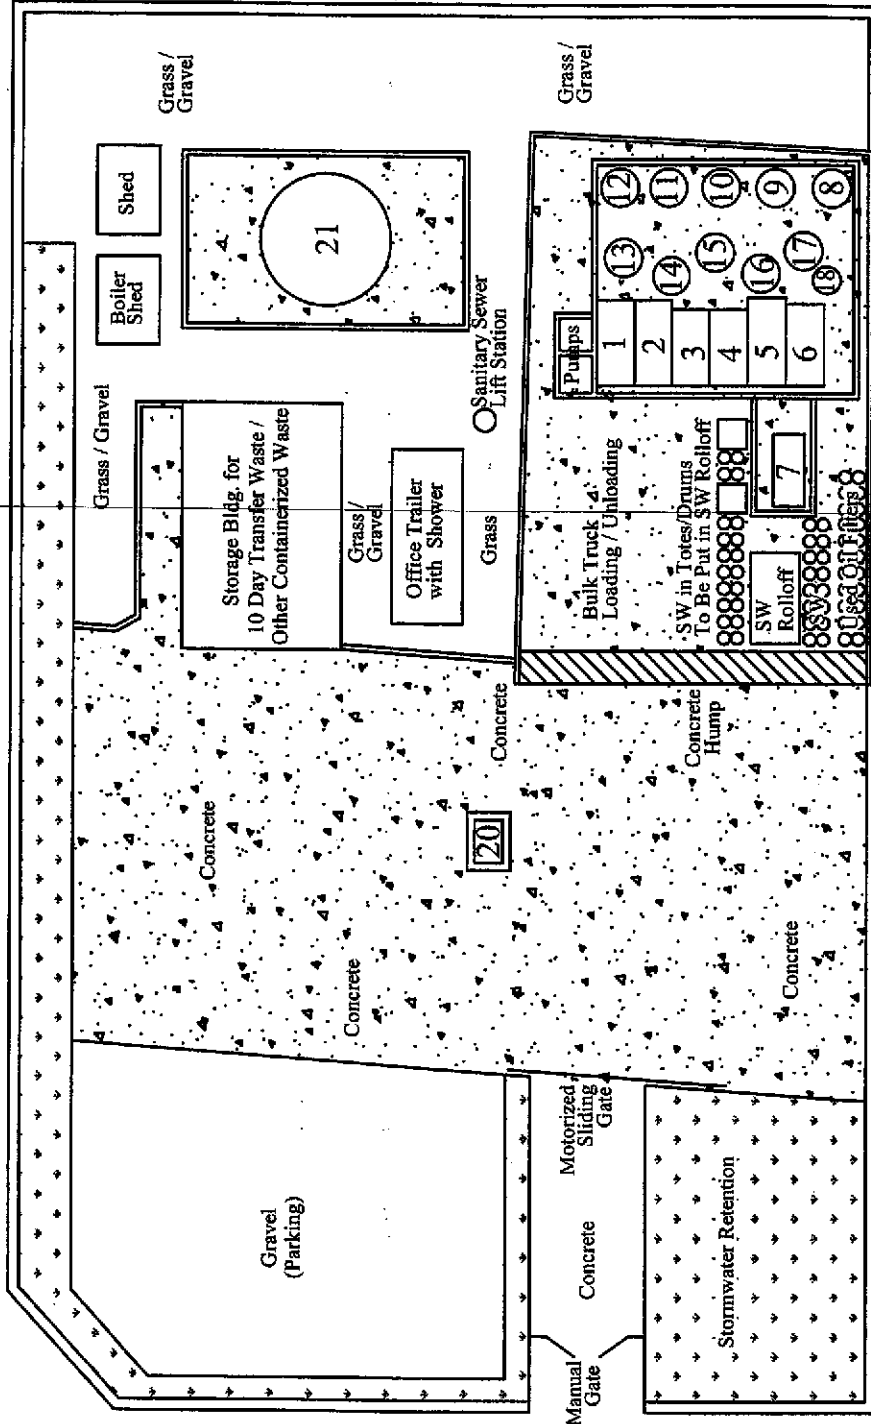 Grass /
Gravel
Grass /
Gravel
Shed
Boiler
Shed
21
Sanitary Sewer
Lift Station
12
11
10
9
8
13
14
15
16
17
18
1
2
3
4
5
6
Pumps
7
Grass / Gravel
Storage Bldg. for
10 Day Transfer Waste /
Other Containerized Waste
Grass /
Gravel
Office Trailer
with Shower
Grass
Bulk Truck
Loading / Unloading
SW in Totes/Drums
To Be Put in SW Rolloff
SW
Rolloff
SW
Used Oil Filters
Concrete
Hump
Concrete
Concrete
20
Concrete
Concrete
Motorized
Sliding
Gate
Gravel
(Parking)
Concrete
Stormwater Retention
Manual
Gate